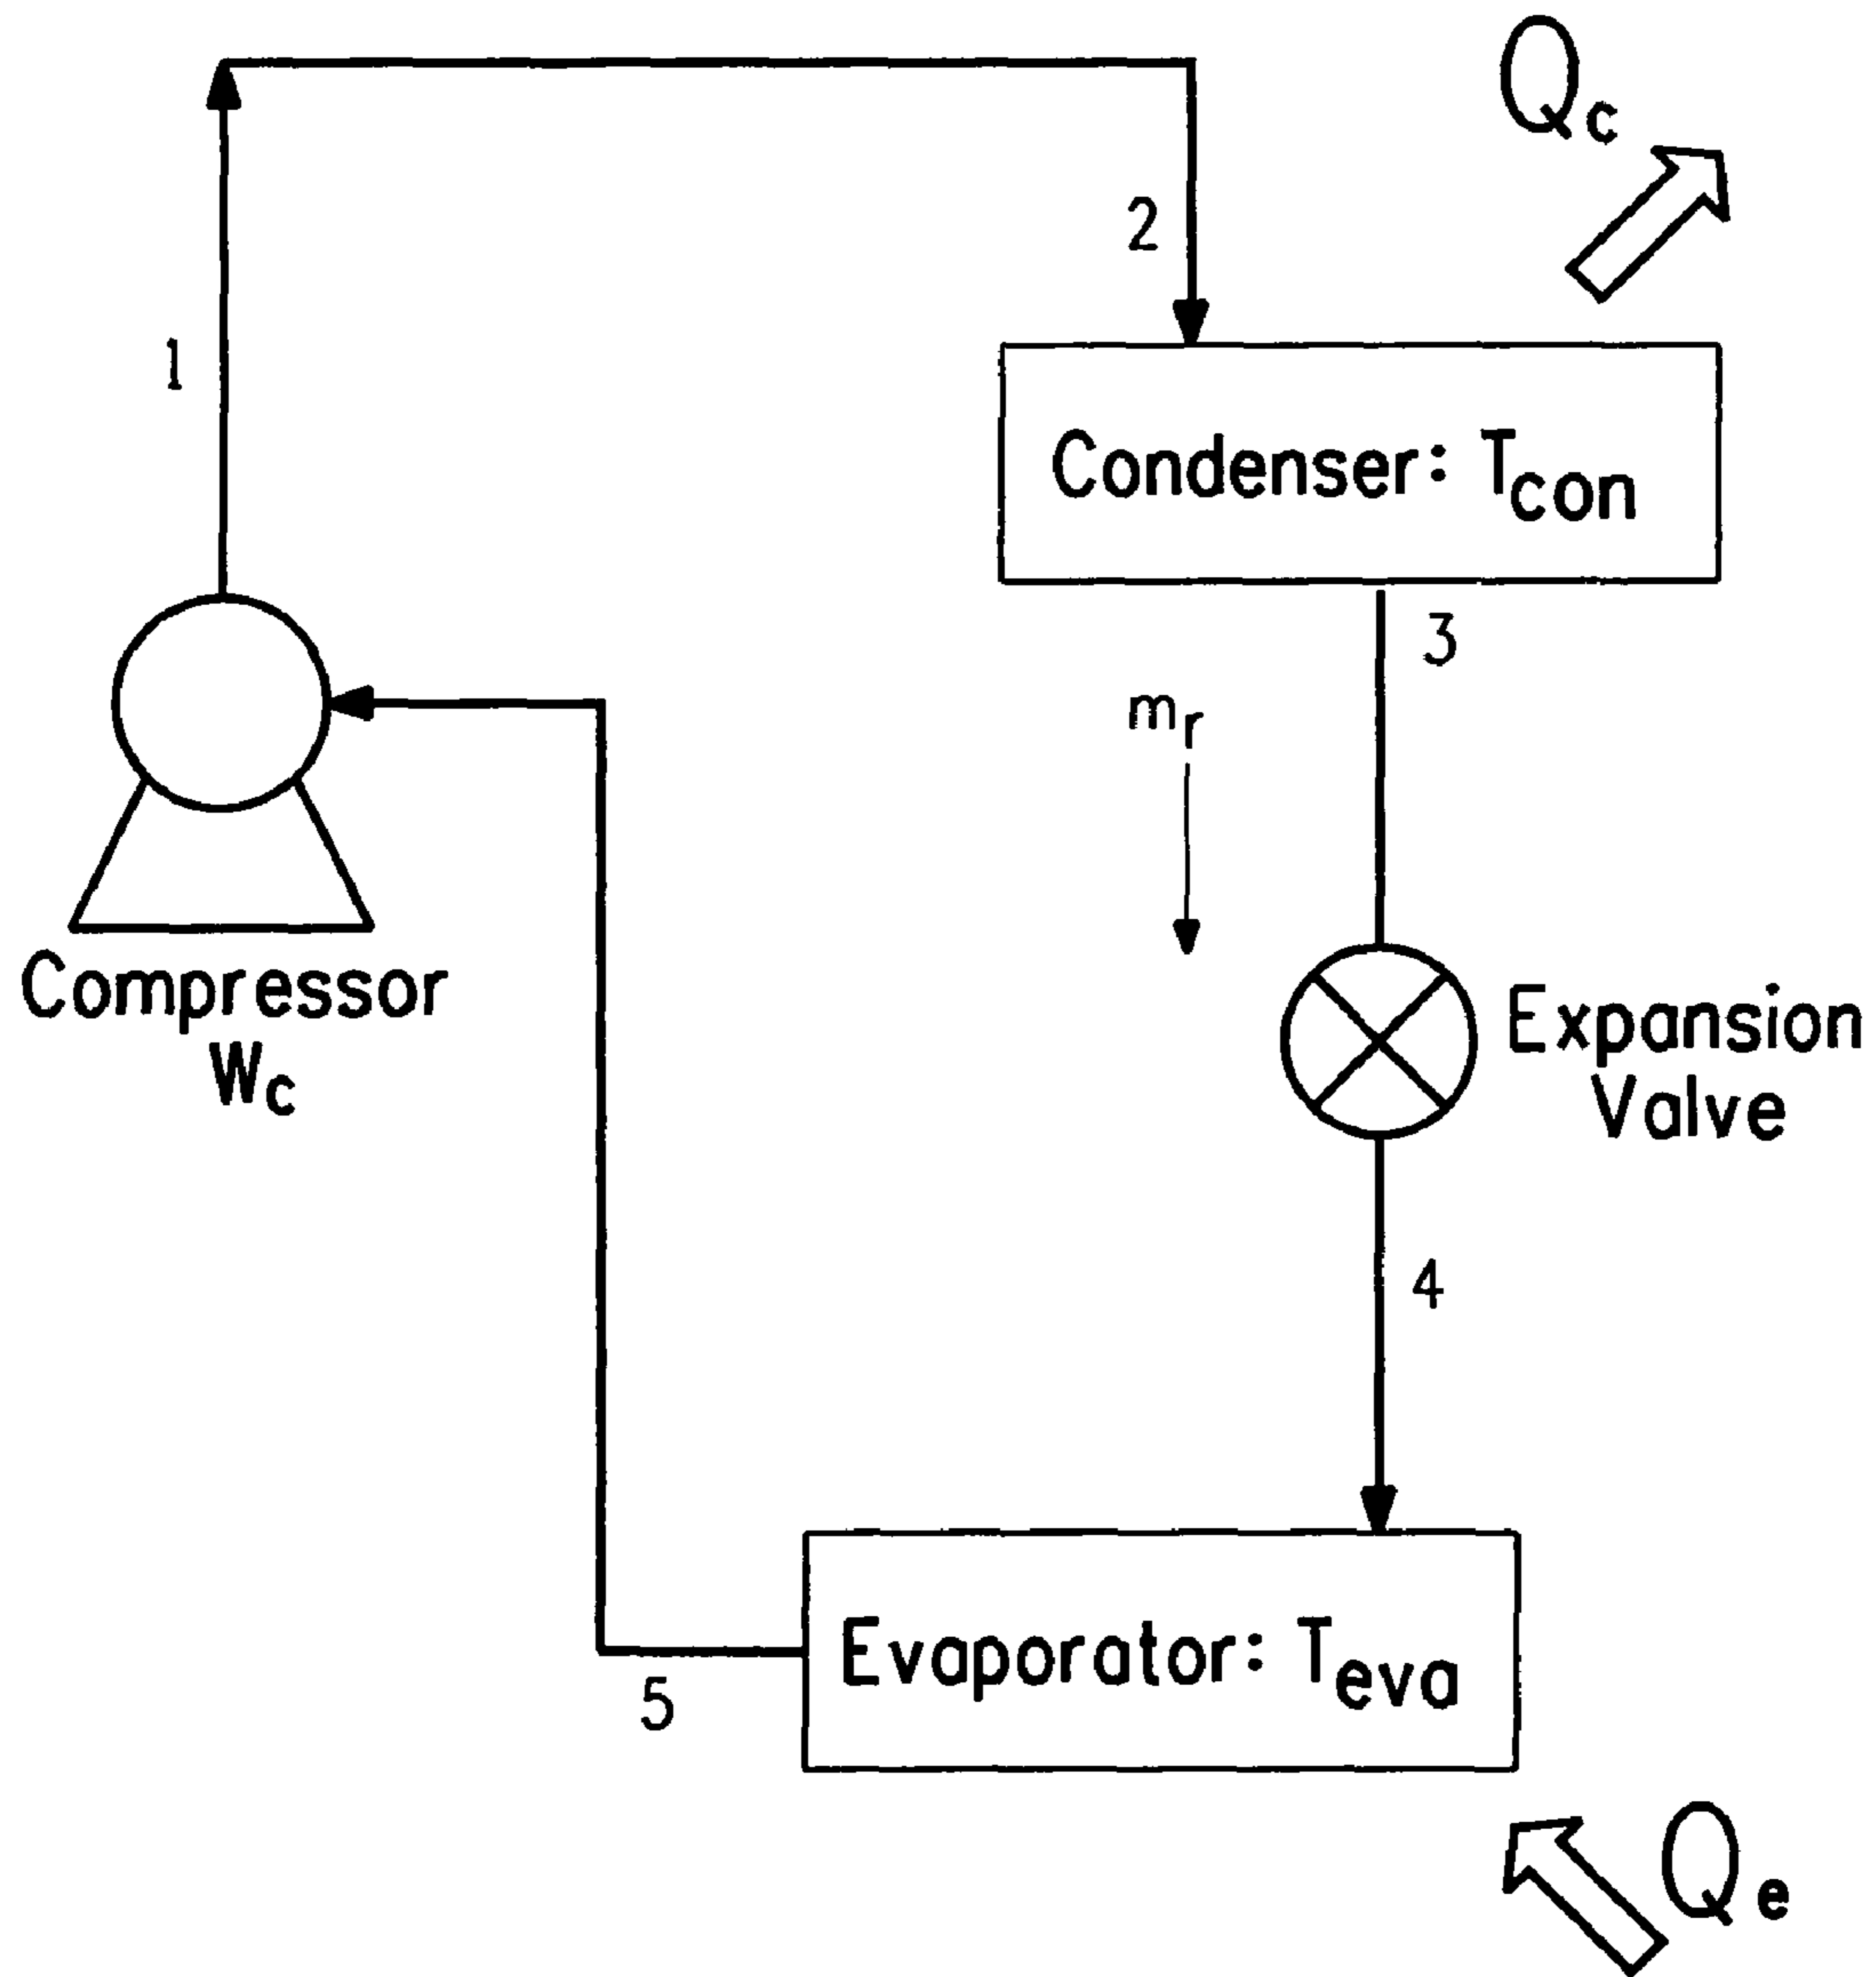 Qc
2
1
Condenser: Tcon
3
mr
Compressor
Wc
Expansion
Valve
4
Evaporator: Teva
5
Qe